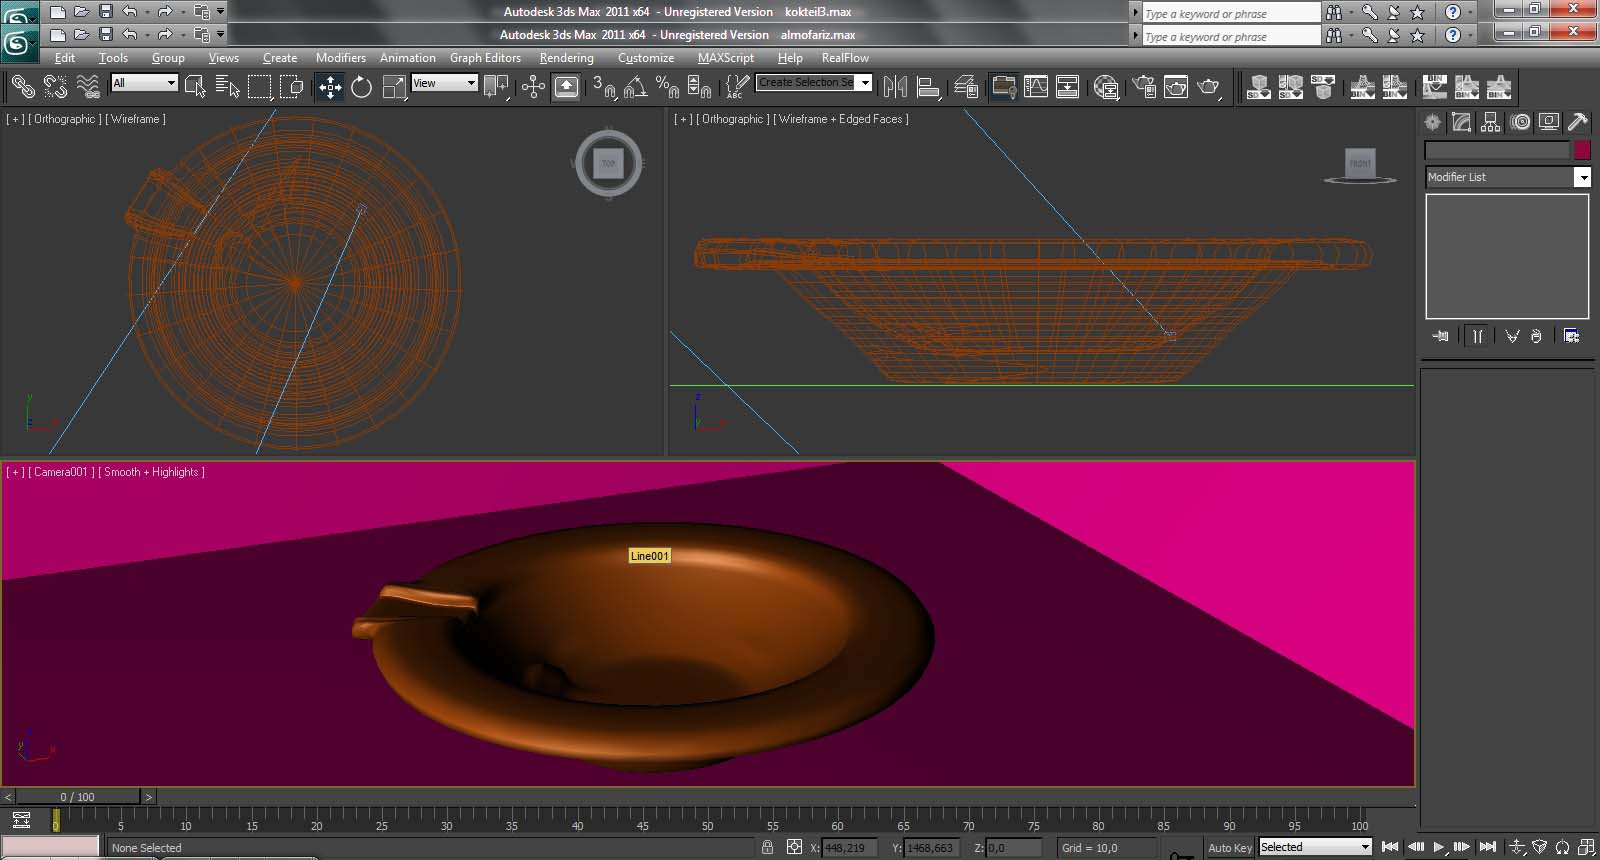 Autodesk 3ds Max 2011 x64 - Unregistered Version kokteil3.max
Type a keyword or phrase
Autodesk 3ds Max 2011 x64 - Unregistered Version almofariz.max
Type a keyword or phrase
Edit Tools Group Views Create Modifiers Animation Graph Editors Rendering Customize MAXScript Help RealFlow
All View 3 % ABC Create Selection Se
[ + ] [ Orthographic ] [ Wireframe ]
TOP
[ + ] [ Orthographic ] [ Wireframe + Edged Faces ]
FRONT
Modifier List
y
z
[ + ] [ Camera001 ] [ Smooth + Highlights ]
Line001
0 / 100
0 5 10 15 20 25 30 35 40 45 50 55 60 65 70 75 80 85 90 95 100
None Selected
X: 448,219 Y: 1468,663 Z: 0,0 Grid = 10,0
Auto Key Selected